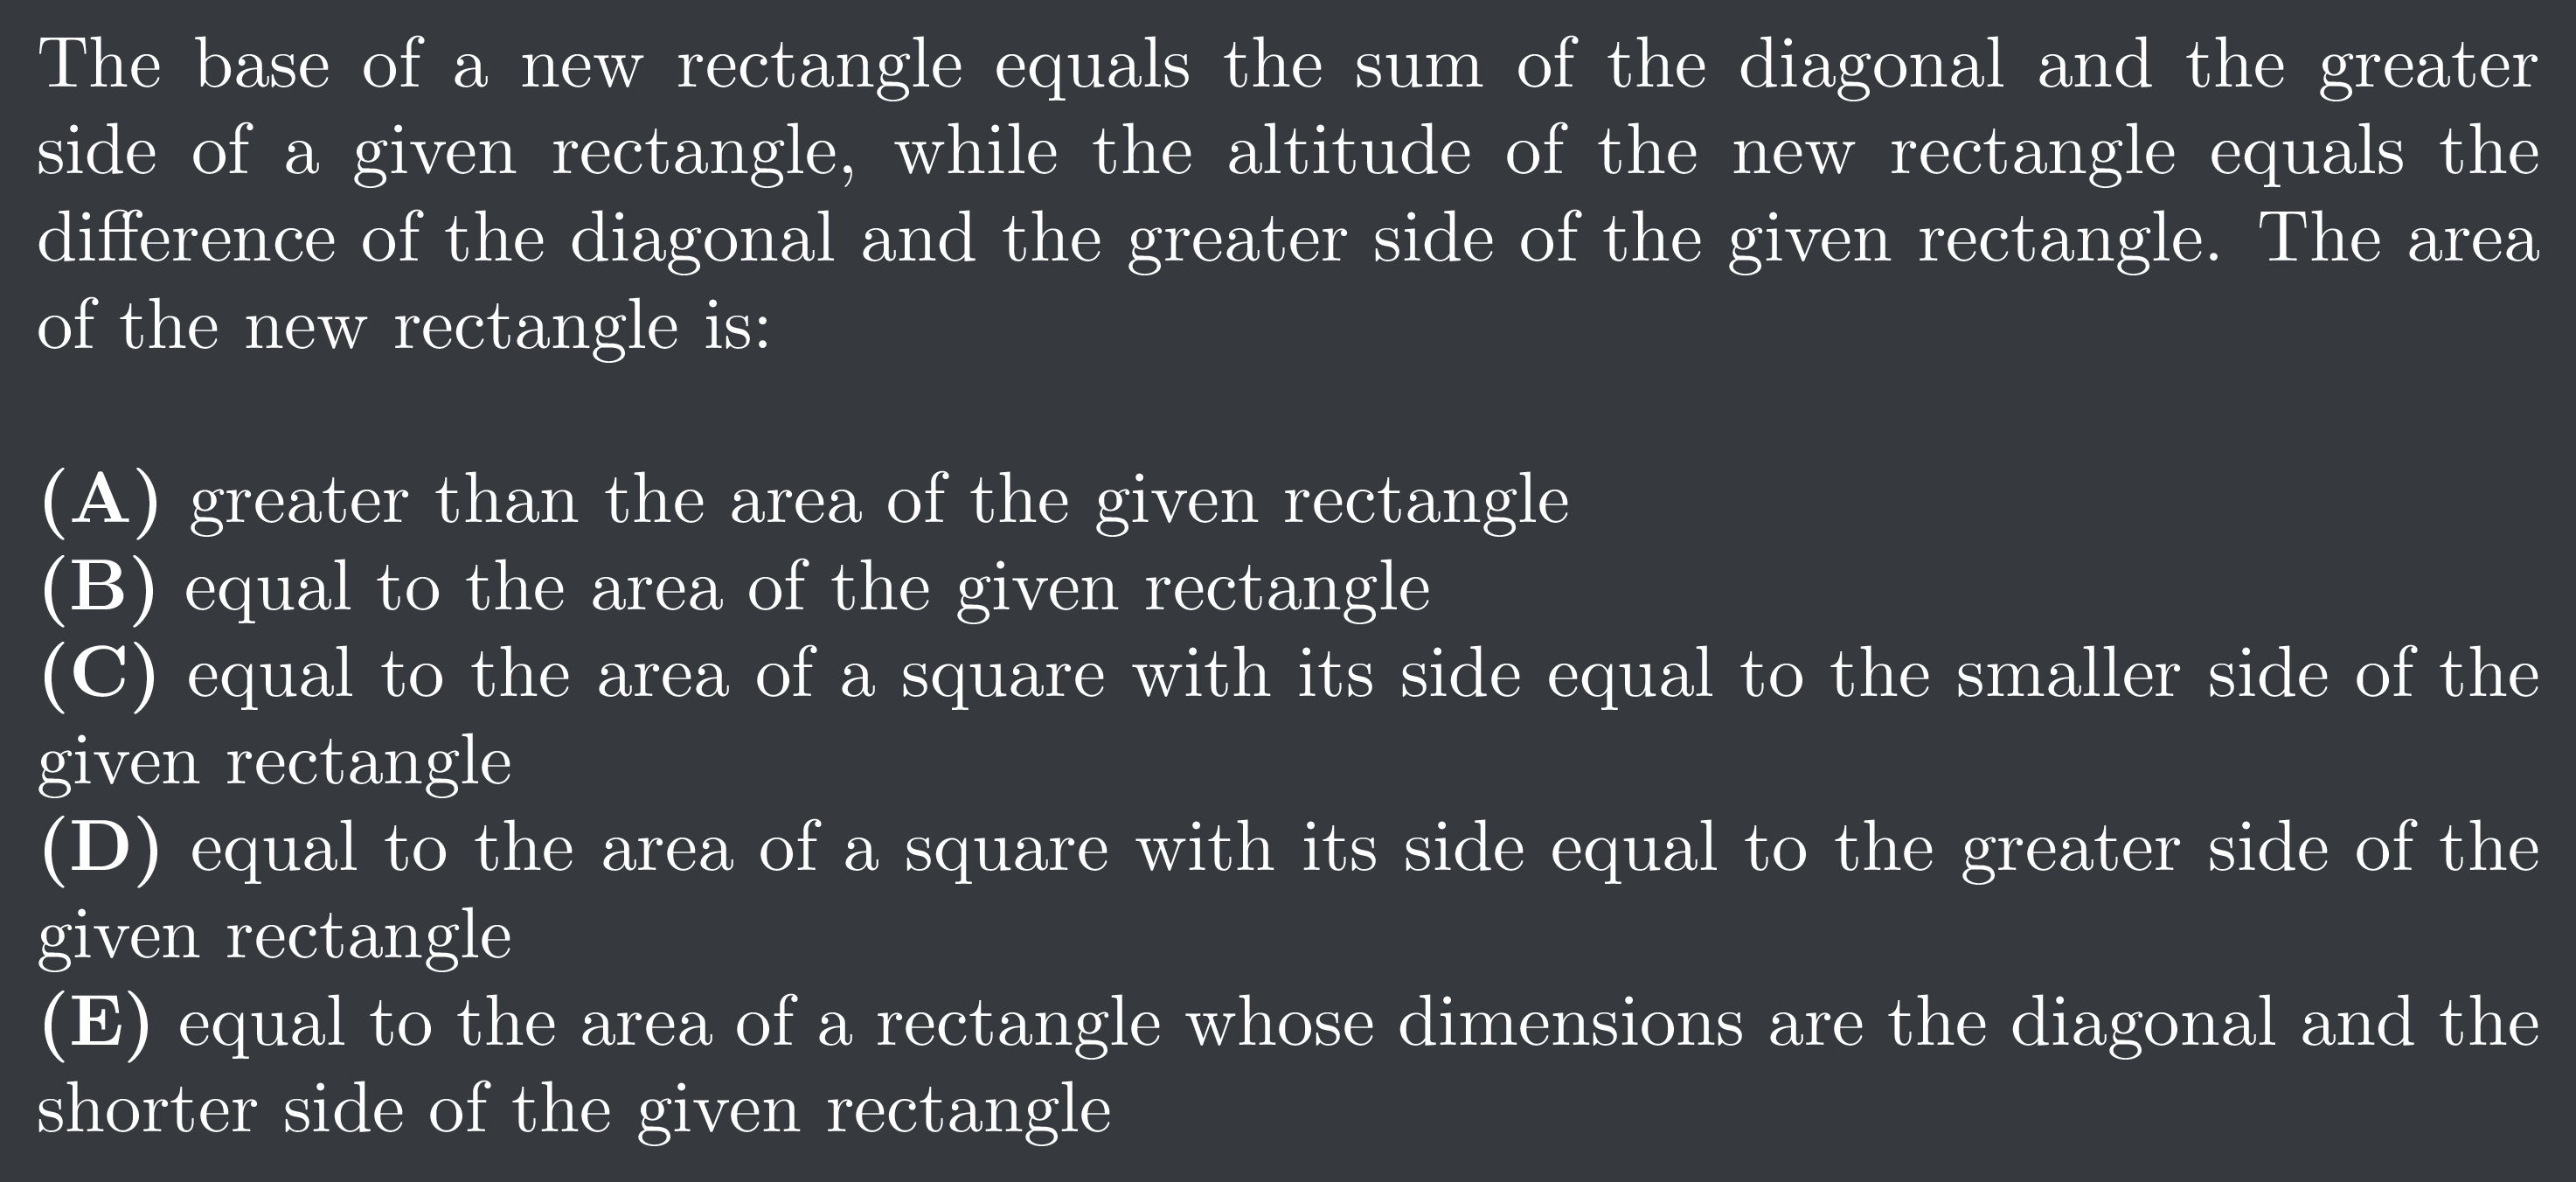 The base of a new rectangle equals the sum of the diagonal and the greater
side of a given rectangle, while the altitude of the new rectangle equals the
difference of the diagonal and the greater side of the given rectangle. The area
of the new rectangle is:
(A) greater than the area of the given rectangle
(B) equal to the area of the given rectangle
(C) equal to the area of a square with its side equal to the smaller side of the
given rectangle
(D) equal to the area of a square with its side equal to the greater side of the
given rectangle
(E) equal to the area of a rectangle whose dimensions are the diagonal and the
shorter side of the given rectangle